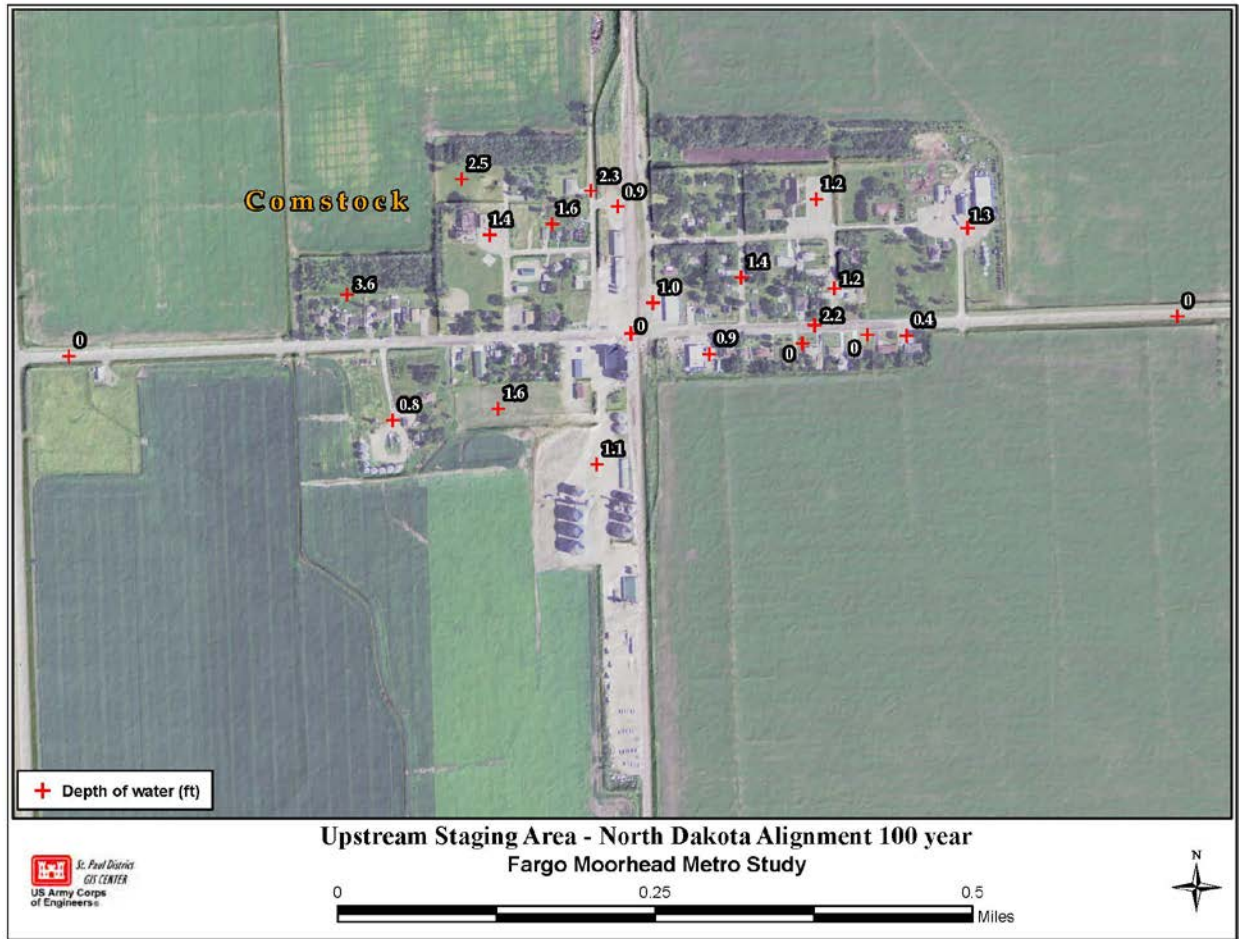 2.5
2.3
1.2
0.9
Comstock
1.6
1.4
1.3
1.4
1.2
3.6
1.0
0
2.2
0
0
0.4
0
0.9
0
1.6
0.8
1.1
Depth of water (ft)
Upstream Staging Area - North Dakota Alignment 100 year
Fargo Moorhead Metro Study
St. Paul District
GIS CENTER
US Army Corps
of Engineers®
0 0.25 0.5
Miles
N